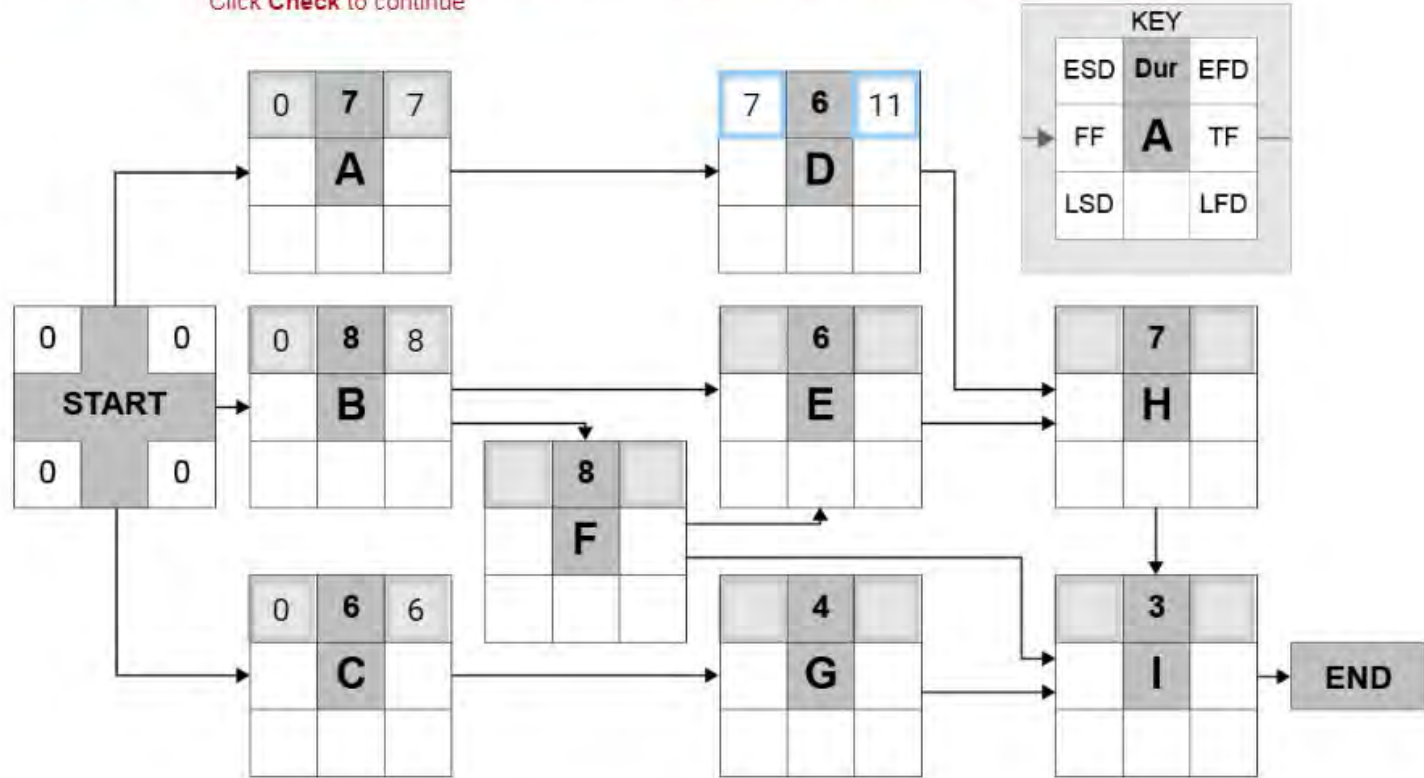 Click Check to continue
KEY
ESD Dur EFD
FF A TF
LSD LFD
0 7 7
A
7 6 11
D
0 0
START
0 0
0 8 8
B
6
E
7
H
8
F
0 6 6
C
4
G
3
I
END